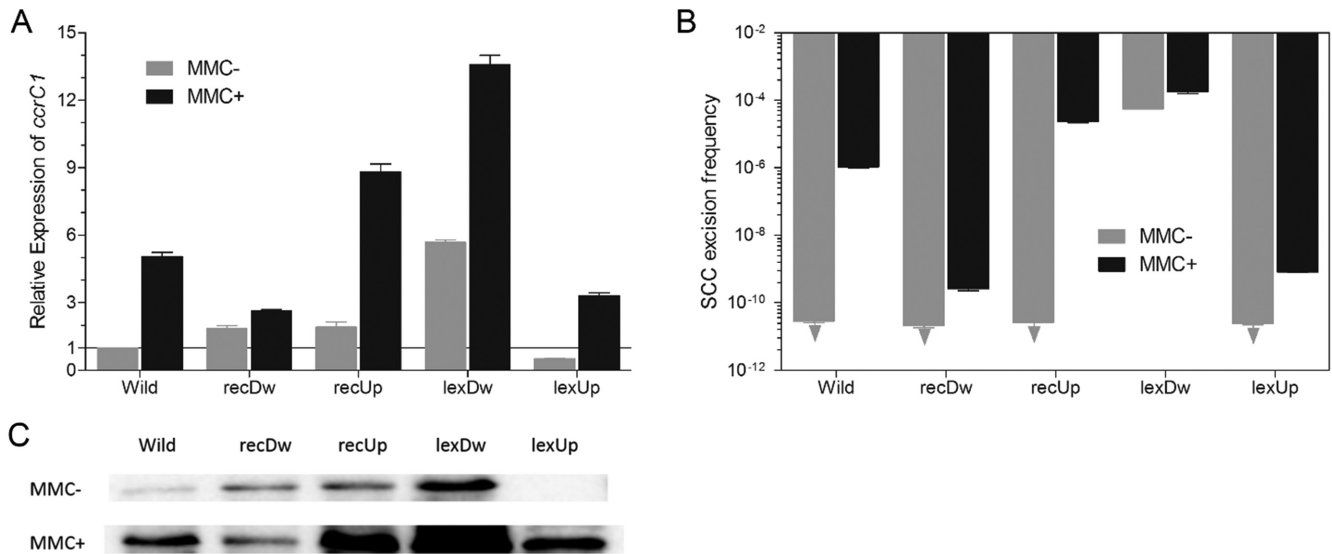 A
Relative Expression of ccrC1
15
12
9
6
3
1
0
MMC-
MMC+
Wild recDw recUp lexDw lexUp
B
SCC excision frequency
10-2
10-4
10-6
10-8
10-10
10-12
MMC-
MMC+
Wild recDw recUp lexDw lexUp
C
Wild recDw recUp lexDw lexUp
MMC-
MMC+